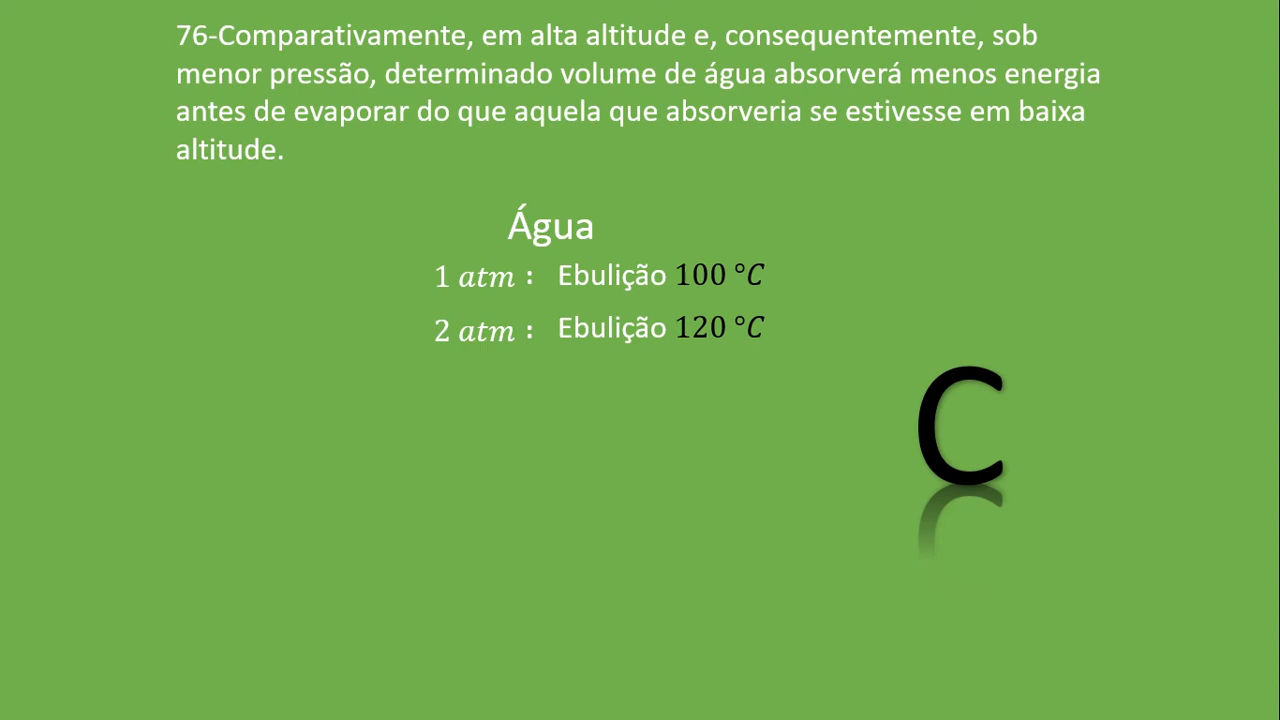 76-Comparativamente, em alta altitude e, consequentemente, sob
menor pressão, determinado volume de água absorverá menos energia
antes de evaporar do que aquela que absorveria se estivesse em baixa
altitude.
Água
1 atm : Ebulição 100 °C
2 atm : Ebulição 120 °C
C